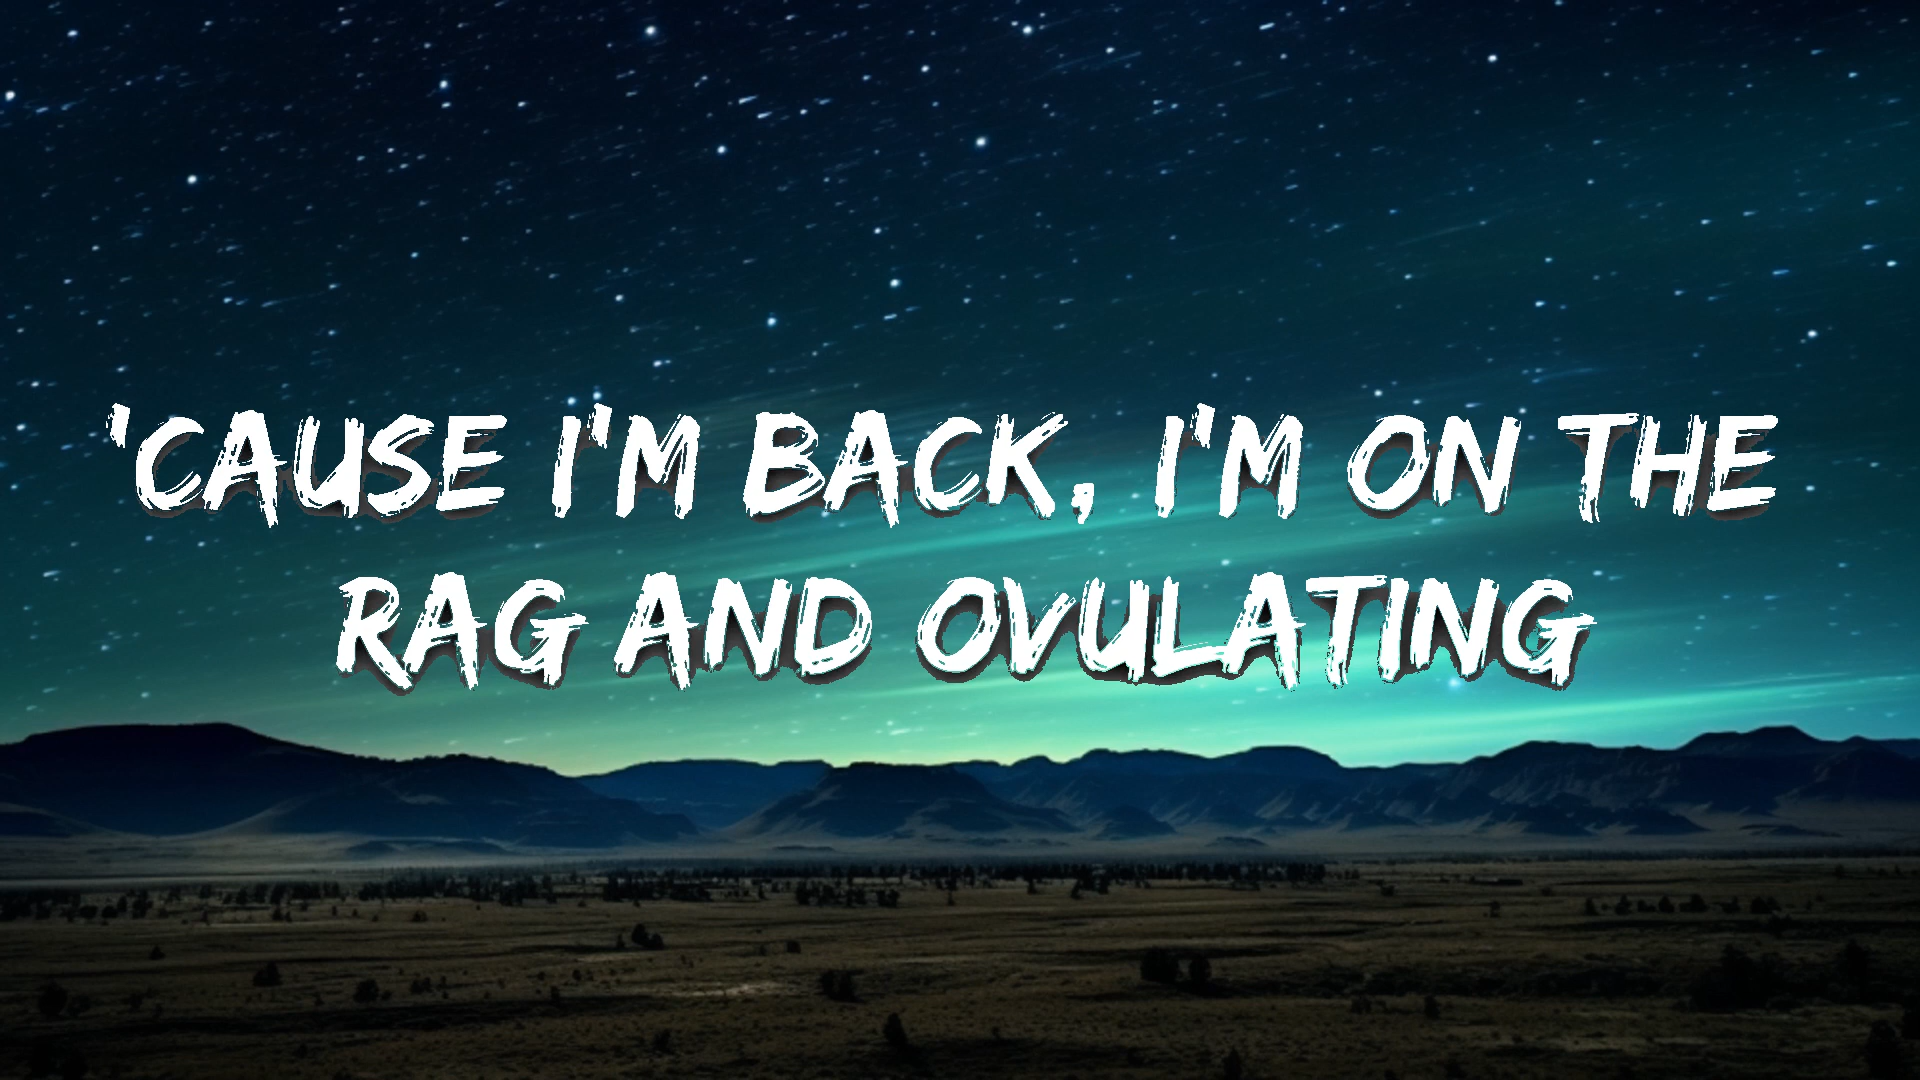 'CAUSE I'M BACK, I'M ON THE
RAG AND OVULATING